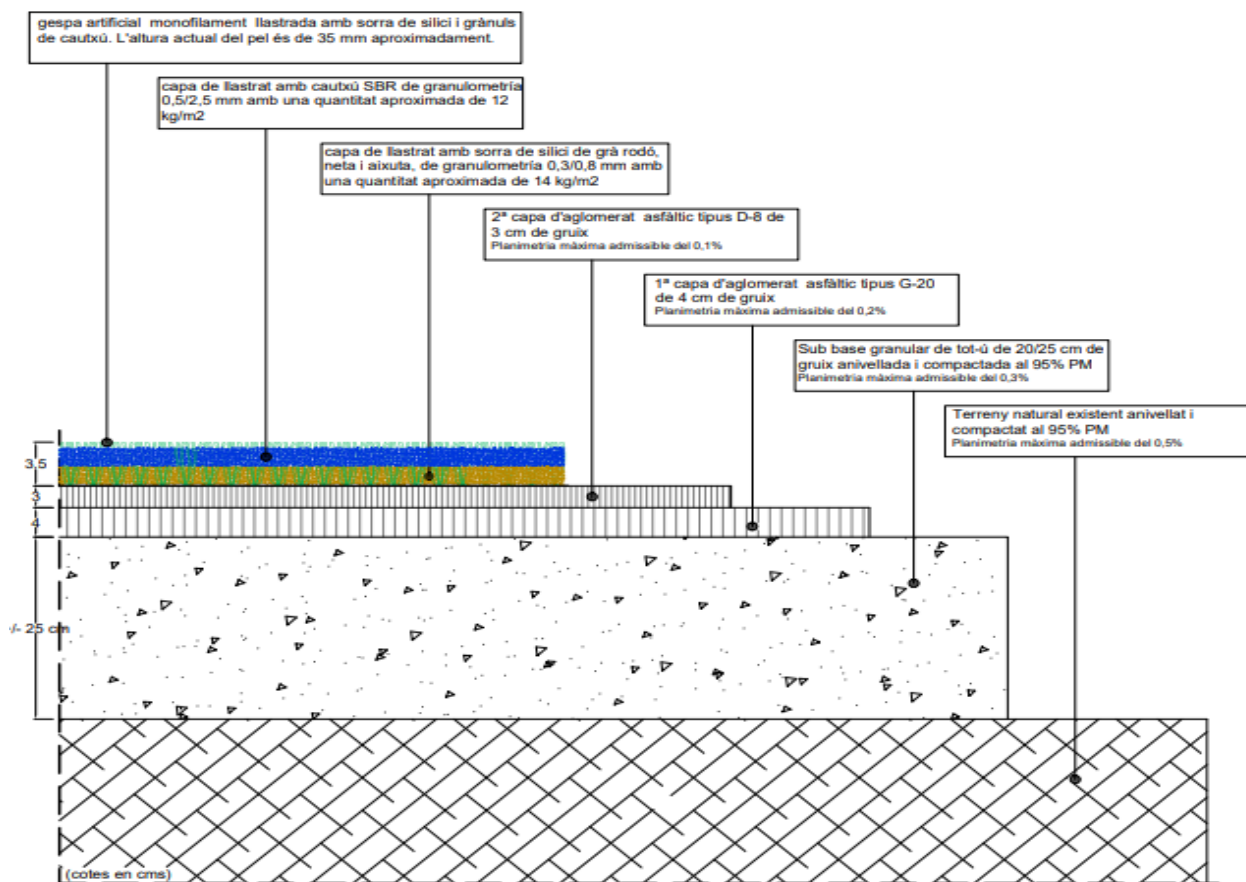 gespa artificial monofilament llastrada amb sorra de silici i grànuls
de cautxú. L'altura actual del pel és de 35 mm aproximadament.
capa de llastrat amb cautxú SBR de granulometría
0,5/2,5 mm amb una quantitat aproximada de 12
kg/m2
capa de llastrat amb sorra de silici de grà rodó,
neta i aixuta, de granulometría 0,3/0,8 mm amb
una quantitat aproximada de 14 kg/m2
2ª capa d'aglomerat asfàltic tipus D-8 de
3 cm de gruix
Planimetria màxima admissible del 0,1%
1ª capa d'aglomerat asfàltic tipus G-20
de 4 cm de gruix
Planimetria màxima admissible del 0,2%
Sub base granular de tot-ú de 20/25 cm de
gruix anivellada i compactada al 95% PM
Planimetria màxima admissible del 0,3%
Terreny natural existent anivellat i
compactat al 95% PM
Planimetria màxima admissible del 0,5%
3,5
3
4
/- 25 cm
(cotes en cms)